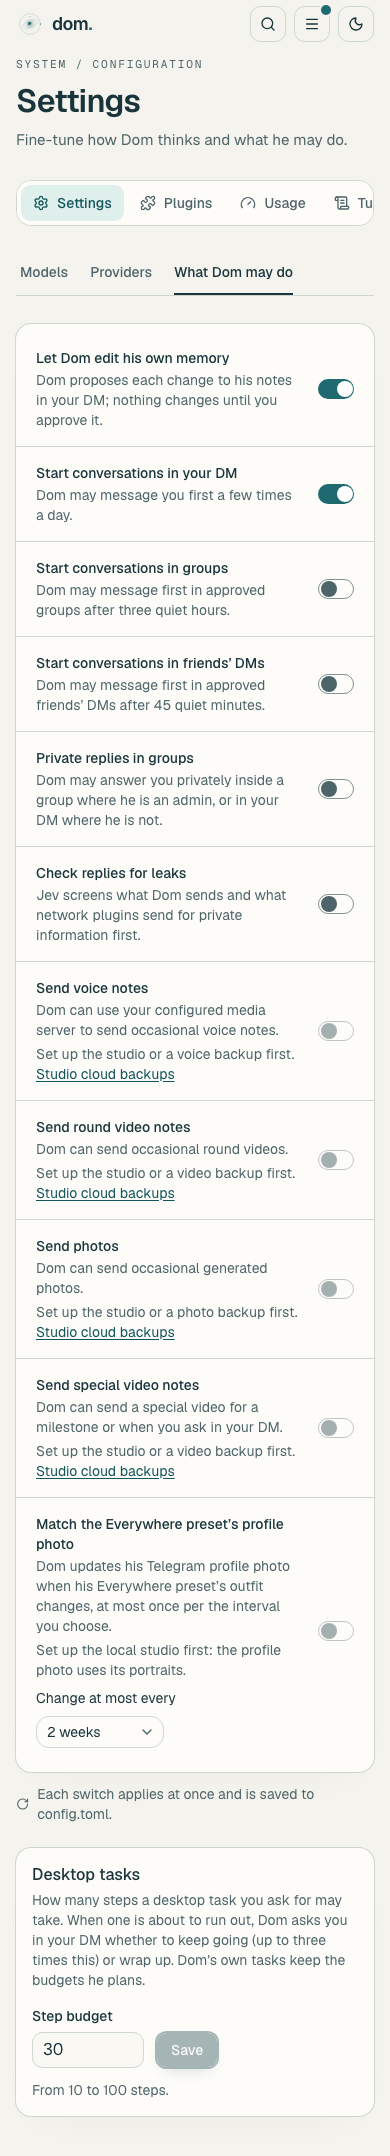 dom.
SYSTEM / CONFIGURATION
Settings
Fine-tune how Dom thinks and what he may do.
Settings Plugins Usage Tu
Models Providers What Dom may do
Let Dom edit his own memory
Dom proposes each change to his notes
in your DM; nothing changes until you
approve it.
Start conversations in your DM
Dom may message you first a few times
a day.
Start conversations in groups
Dom may message first in approved
groups after three quiet hours.
Start conversations in friends’ DMs
Dom may message first in approved
friends’ DMs after 45 quiet minutes.
Private replies in groups
Dom may answer you privately inside a
group where he is an admin, or in your
DM where he is not.
Check replies for leaks
Jev screens what Dom sends and what
network plugins send for private
information first.
Send voice notes
Dom can use your configured media
server to send occasional voice notes.
Set up the studio or a voice backup first.
Studio cloud backups
Send round video notes
Dom can send occasional round videos.
Set up the studio or a video backup first.
Studio cloud backups
Send photos
Dom can send occasional generated
photos.
Set up the studio or a photo backup first.
Studio cloud backups
Send special video notes
Dom can send a special video for a
milestone or when you ask in your DM.
Set up the studio or a video backup first.
Studio cloud backups
Match the Everywhere preset’s profile
photo
Dom updates his Telegram profile photo
when his Everywhere preset’s outfit
changes, at most once per the interval
you choose.
Set up the local studio first: the profile
photo uses its portraits.
Change at most every
2 weeks
Each switch applies at once and is saved to
config.toml.
Desktop tasks
How many steps a desktop task you ask for may
take. When one is about to run out, Dom asks you
in your DM whether to keep going (up to three
times this) or wrap up. Dom’s own tasks keep the
budgets he plans.
Step budget
30 Save
From 10 to 100 steps.